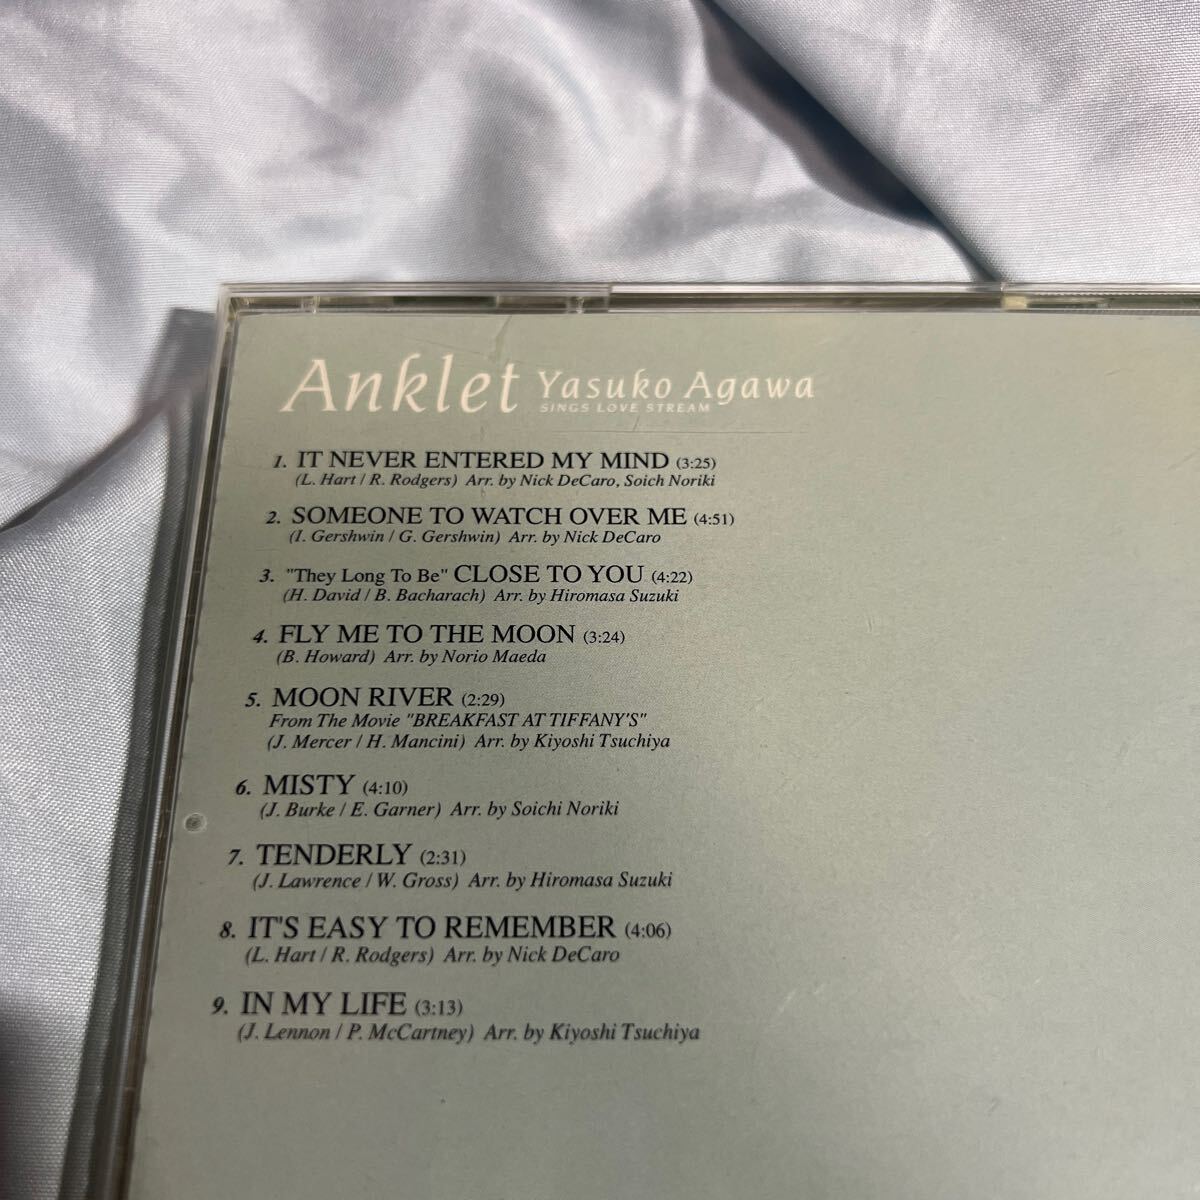 Anklet Yasuko Agawa
SINGS LOVE STREAM
1. IT NEVER ENTERED MY MIND (3:25)
(L. Hart / R. Rodgers) Arr. by Nick DeCaro, Soich Noriki
2. SOMEONE TO WATCH OVER ME (4:51)
(I. Gershwin / G. Gershwin) Arr. by Nick DeCaro
3. "They Long To Be" CLOSE TO YOU (4:22)
(H. David / B. Bacharach) Arr. by Hiromasa Suzuki
4. FLY ME TO THE MOON (3:24)
(B. Howard) Arr. by Norio Maeda
5. MOON RIVER (2:29)
From The Movie "BREAKFAST AT TIFFANY'S"
(J. Mercer / H. Mancini) Arr. by Kiyoshi Tsuchiya
6. MISTY (4:10)
(J. Burke / E. Garner) Arr. by Soichi Noriki
7. TENDERLY (2:31)
(J. Lawrence / W. Gross) Arr. by Hiromasa Suzuki
8. IT'S EASY TO REMEMBER (4:06)
(L. Hart / R. Rodgers) Arr. by Nick DeCaro
9. IN MY LIFE (3:13)
(J. Lennon / P. McCartney) Arr. by Kiyoshi Tsuchiya